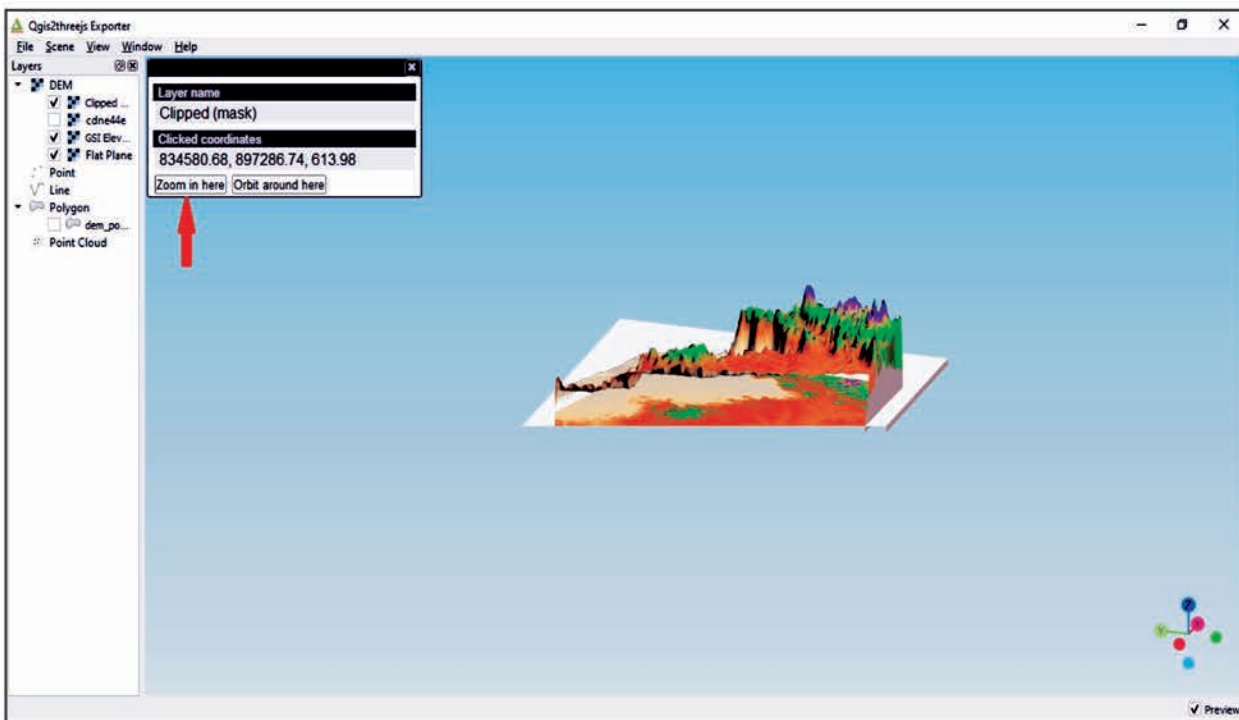 Qgis2threejs Exporter
File Scene View Window Help
Layers
DEM
Clipped ...
cdne44e
GSI Elev...
Flat Plane
Point
Line
Polygon
dem_po...
Point Cloud
Layer name
Clipped (mask)
Clicked coordinates
834580.68, 897286.74, 613.98
Zoom in here Orbit around here
Z
Y
X
Preview